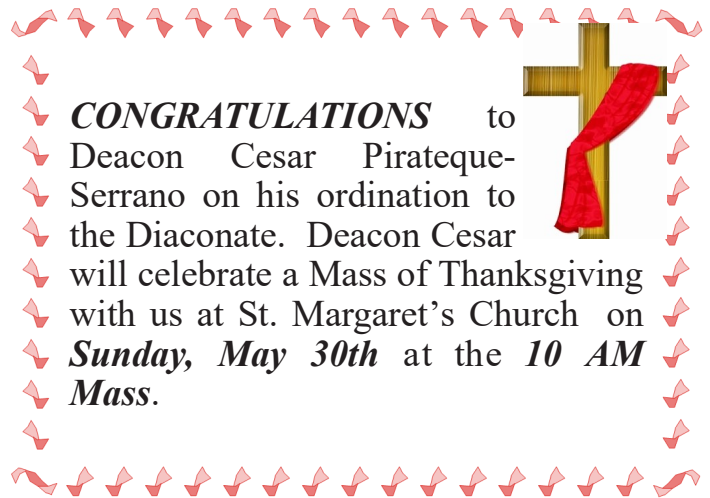 CONGRATULATIONS to
Deacon Cesar Pirateque-
Serrano on his ordination to
the Diaconate. Deacon Cesar
will celebrate a Mass of Thanksgiving
with us at St. Margaret’s Church on
Sunday, May 30th at the 10 AM
Mass.